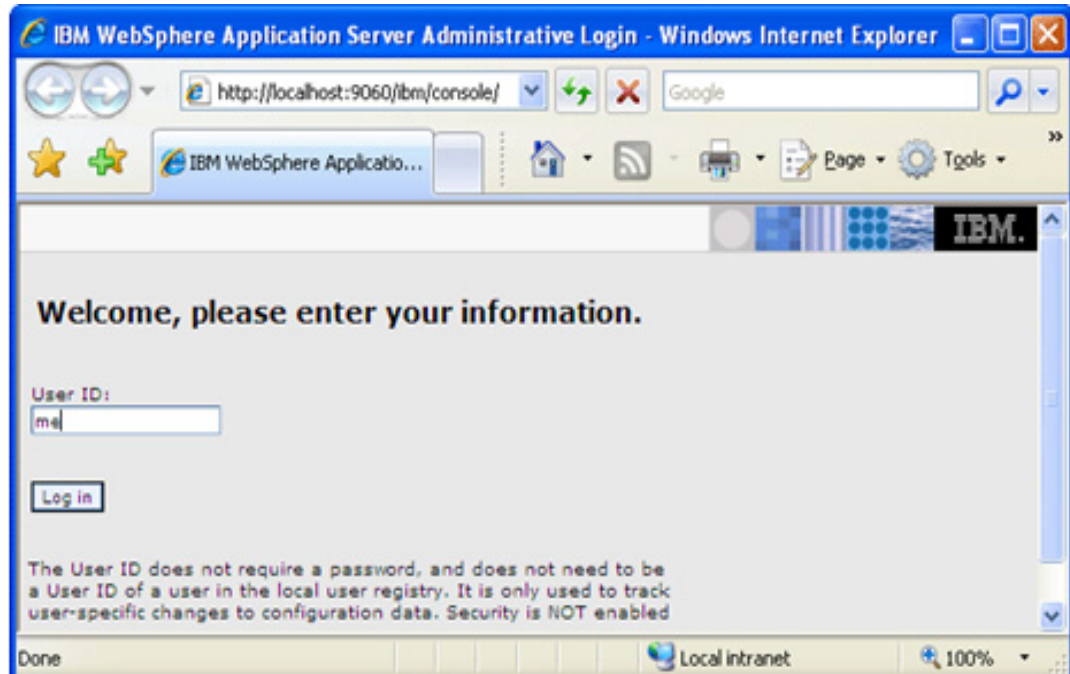 IBM WebSphere Application Server Administrative Login - Windows Internet Explorer
http://localhost:9060/ibm/console/
Google
IBM WebSphere Applicatio...
Page
Tools
IBM.
Welcome, please enter your information.
User ID:
me
Log in
The User ID does not require a password, and does not need to be
a User ID of a user in the local user registry. It is only used to track
user-specific changes to configuration data. Security is NOT enabled
Done
Local intranet
100%